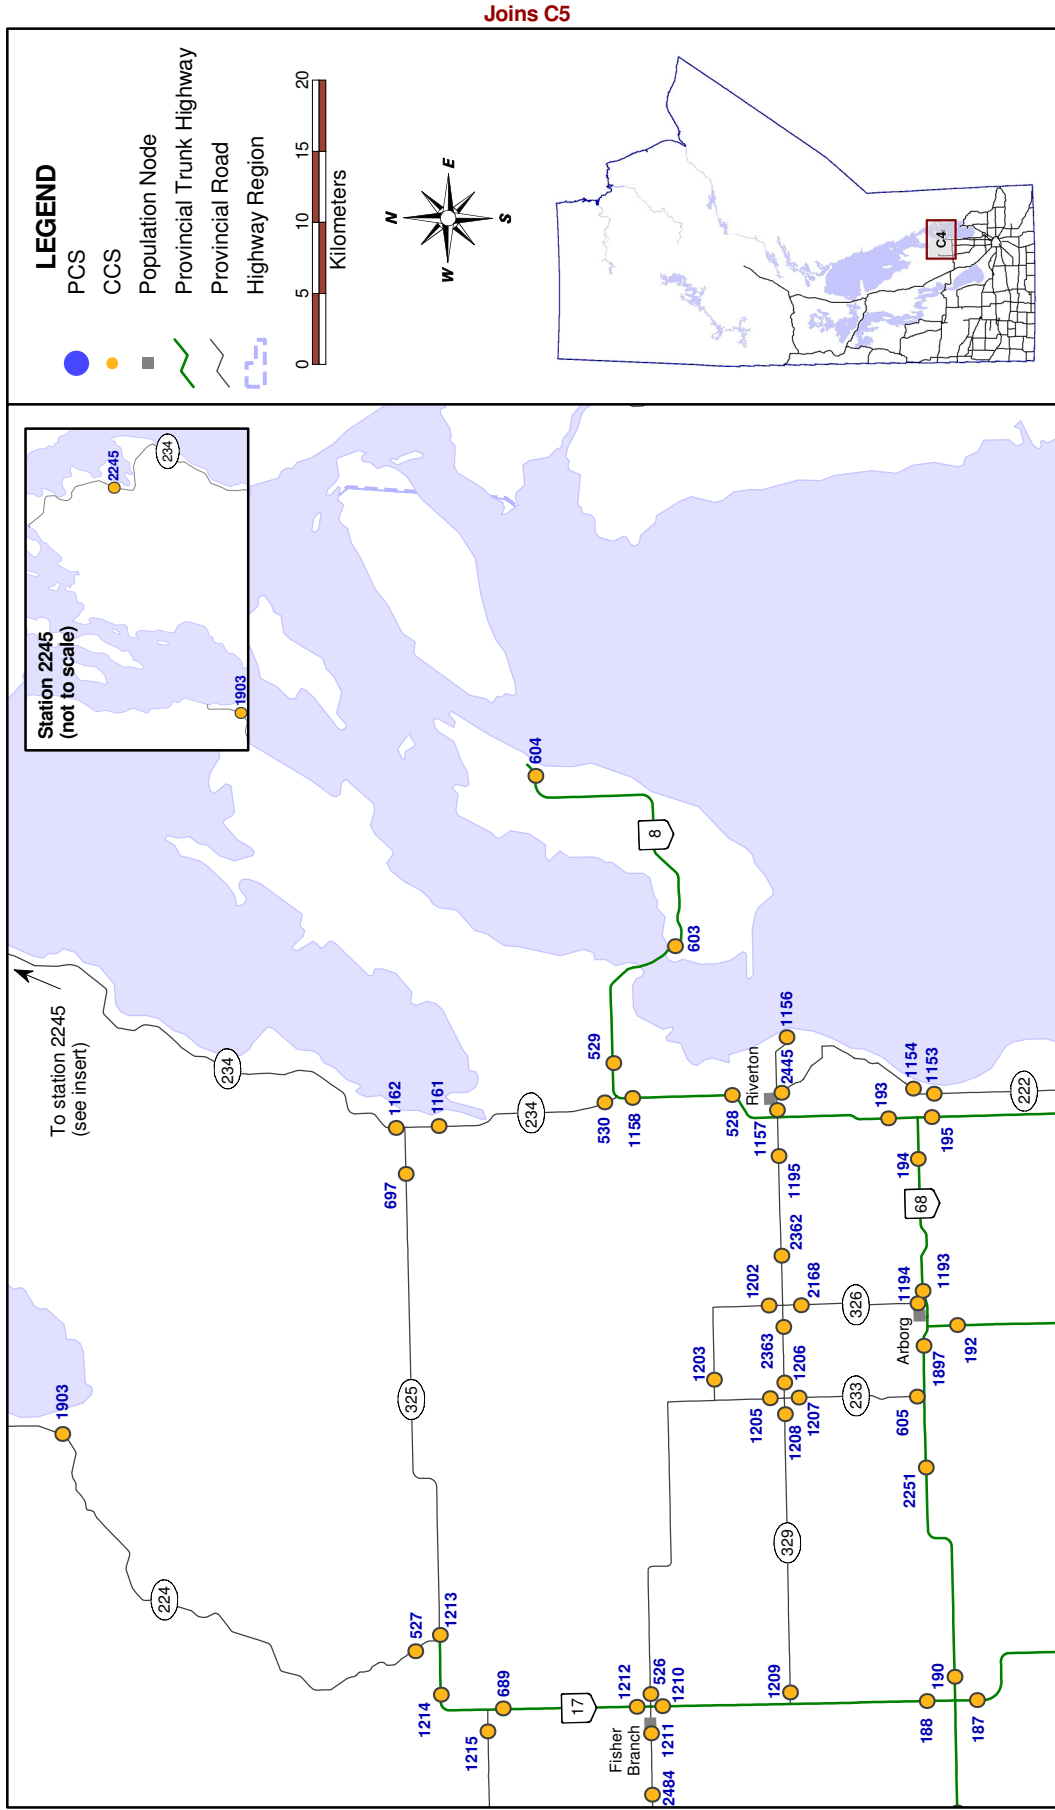 Joins C5
LEGEND
PCS
CCS
Population Node
Provincial Trunk Highway
Provincial Road
Highway Region
0 5 10 15 20
Kilometers
N
E
S
W
C4
Station 2245
(not to scale)
2245
234
1903
To station 2245
(see insert)
234
1903
224
325
697
1162
1161
234
530
529
1158
604
8
603
528
Riverton
1157
2445
1156
1195
193
1154
1153
222
195
194
68
2362
1202
2168
326
1194
1193
Arborg
1203
2363
1206
1205
1207
1208
233
605
1897
192
2251
329
527
1213
1214
689
1215
17
1212
526
1210
Fisher
Branch
1211
2484
1209
190
188
187